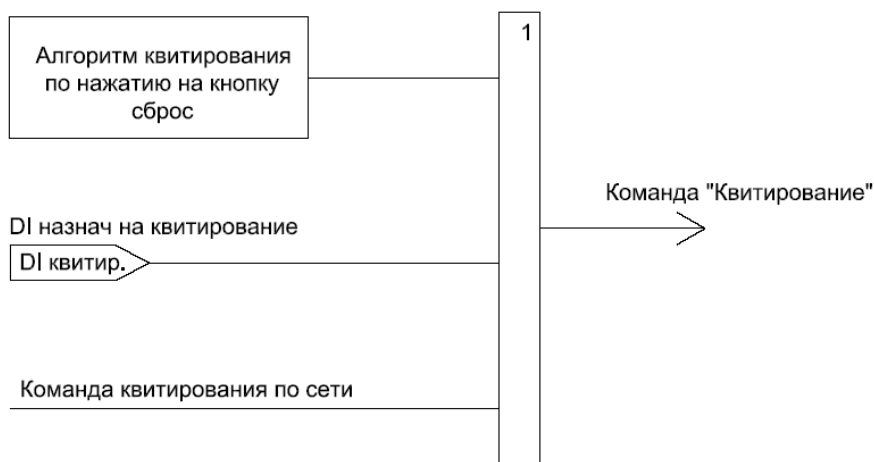 Алгоритм квитирования
по нажатию на кнопку
сброс
1
Команда "Квитирование"
DI назнач на квитирование
DI квитир.
Команда квитирования по сети